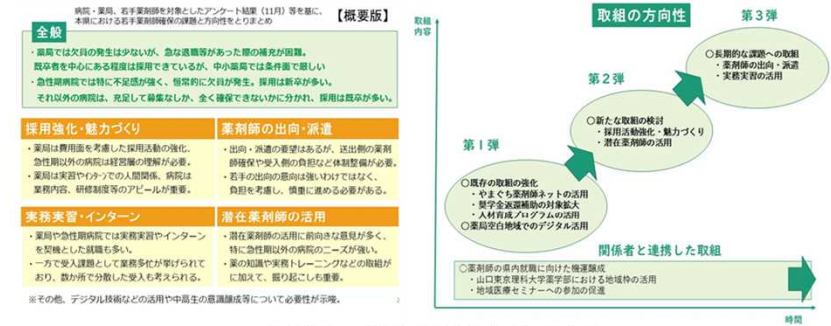 病院・薬局、若手薬剤師を対象としたアンケート結果（11月）等を基に、
本県における若手薬剤師確保の課題と方向性をとりまとめ
【概要版】
全般
・薬局では欠員の発生は少ないが、急な退職等があった際の補充が困難。
既卒者を中心にある程度は採用できているが、中小薬局では条件面で厳しい
・急性期病院では特に不足感が強く、恒常的に欠員が発生。採用は新卒が多い。
それ以外の病院は、充足して募集なしか、全く確保できないかに分かれ、採用は既卒が多い。
採用強化・魅力づくり
・薬局は費用面を考慮した採用活動の強化、
急性期以外の病院は経営層の理解が必要。
・薬局は実習やインターンでの人間関係、病院は
業務内容、研修制度等のアピールが重要。
薬剤師の出向・派遣
・出向・派遣の要望はあるが、送出側の薬剤
師確保や受入側の負担など体制整備が必要。
・若手の出向の意向は強いわけではなく、
負担を考慮し、慎重に進める必要がある。
実務実習・インターン
・薬局や急性期病院では実務実習やインターン
を契機とした就職も多い。
・一方で受入課題として業務多忙が挙げられて
おり、数か所で分散した受入も考えられる。
潜在薬剤師の活用
・潜在薬剤師の活用に前向きな意見が多く、
特に急性期以外の病院のニーズが強い。
・薬の知識や実務トレーニングなどの取組が
に加えて、掘り起こしも重要。
※その他、デジタル技術などの活用や中高生の意識醸成等について必要性が示唆。
2
取組
内容
取組の方向性
第３弾
○長期的な課題への取組
・薬剤師の出向・派遣
・実務実習の活用
第２弾
○新たな取組の検討
・採用活動強化・魅力づくり
・潜在薬剤師の活用
第１弾
○既存の取組の強化
・やまぐち薬剤師ネットの活用
・奨学金返還補助の対象拡大
・人材育成プログラムの活用
○薬局空白地域でのデジタル活用
関係者と連携した取組
○薬剤師の県内就職に向けた機運醸成
・山口東京理科大学薬学部における地域枠の活用
・地域医療セミナーへの参加の促進
時間